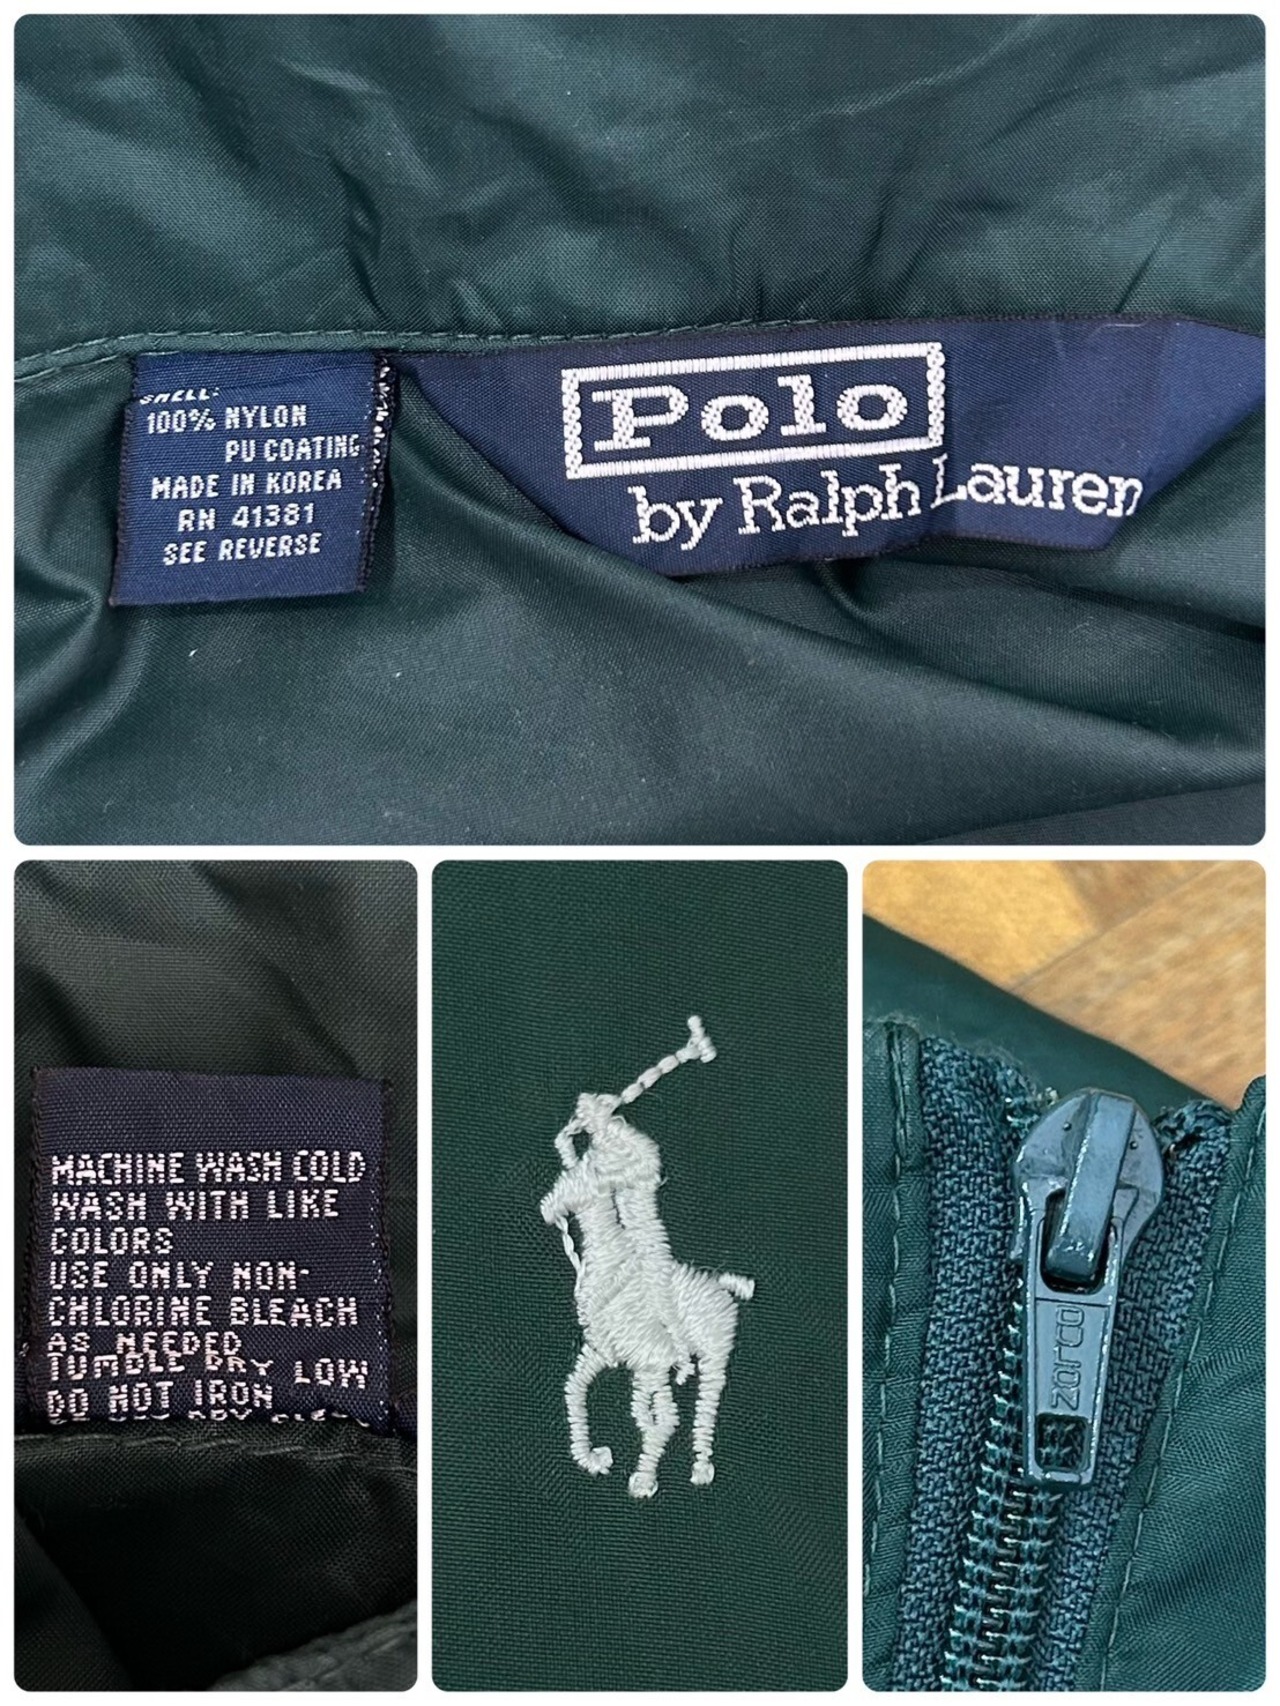 SHELL:
100% NYLON
PU COATING
MADE IN KOREA
RN 41381
SEE REVERSE
Polo
by Ralph Lauren
MACHINE WASH COLD
WASH WITH LIKE
COLORS
USE ONLY NON-
CHLORINE BLEACH
AS NEEDED
TUMBLE DRY LOW
DO NOT IRON
zarco